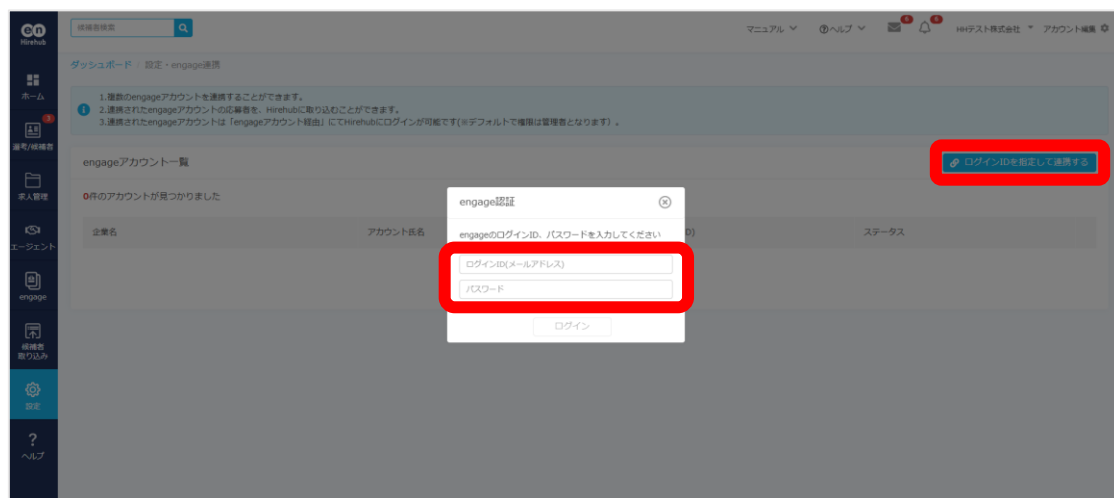 en
Hirehub
候補者検索
マニュアル
ヘルプ
HHテスト株式会社
アカウント編集
ダッシュボード / 設定・engage連携
1.複数のengageアカウントを連携することができます。
2.連携されたengageアカウントの応募者を、Hirehubに取り込むことができます。
3.連携されたengageアカウントは「engageアカウント経由」にてHirehubにログインが可能です(※デフォルトで権限は管理者となります) 。
ホーム
3
選考/候補者
求人管理
エージェント
engage
候補者
取り込み
設定
?
ヘルプ
engageアカウント一覧
ログインIDを指定して連携する
0件のアカウントが見つかりました
企業名
アカウント氏名
D)
ステータス
engage認証
engageのログインID、パスワードを入力してください
ログインID(メールアドレス)
パスワード
ログイン